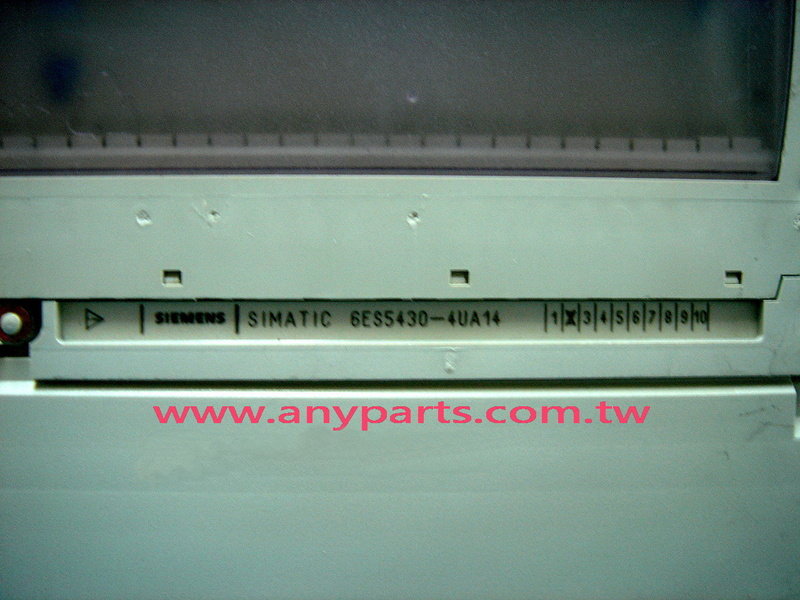 SIEMENS SIMATIC 6ES5430-4UA14 1 X 3 4 5 6 7 8 9 10
www.anyparts.com.tw